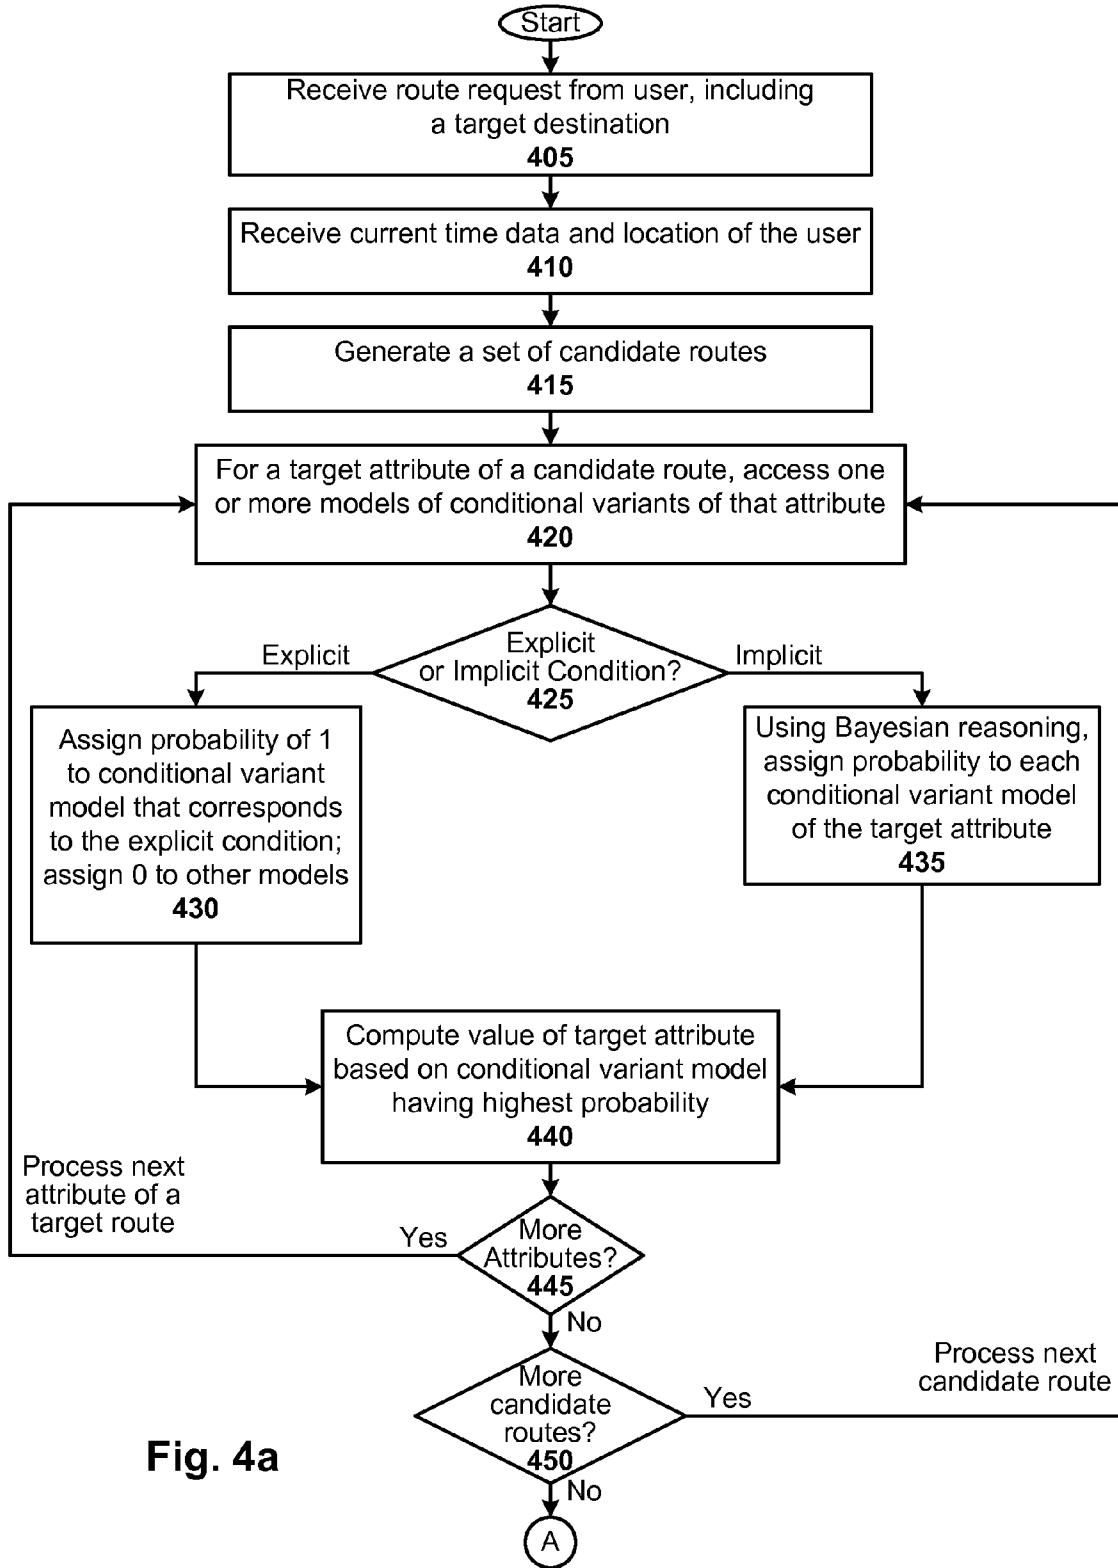 Start
Receive route request from user, including
a target destination
405
Receive current time data and location of the user
410
Generate a set of candidate routes
415
For a target attribute of a candidate route, access one
or more models of conditional variants of that attribute
420
Explicit
or Implicit Condition?
425
Explicit
Implicit
Assign probability of 1
to conditional variant
model that corresponds
to the explicit condition;
assign 0 to other models
430
Using Bayesian reasoning,
assign probability to each
conditional variant model
of the target attribute
435
Compute value of target attribute
based on conditional variant model
having highest probability
440
Process next
attribute of a
target route
Yes
More
Attributes?
445
No
More
candidate
routes?
450
Yes
Process next
candidate route
No
A
Fig. 4a